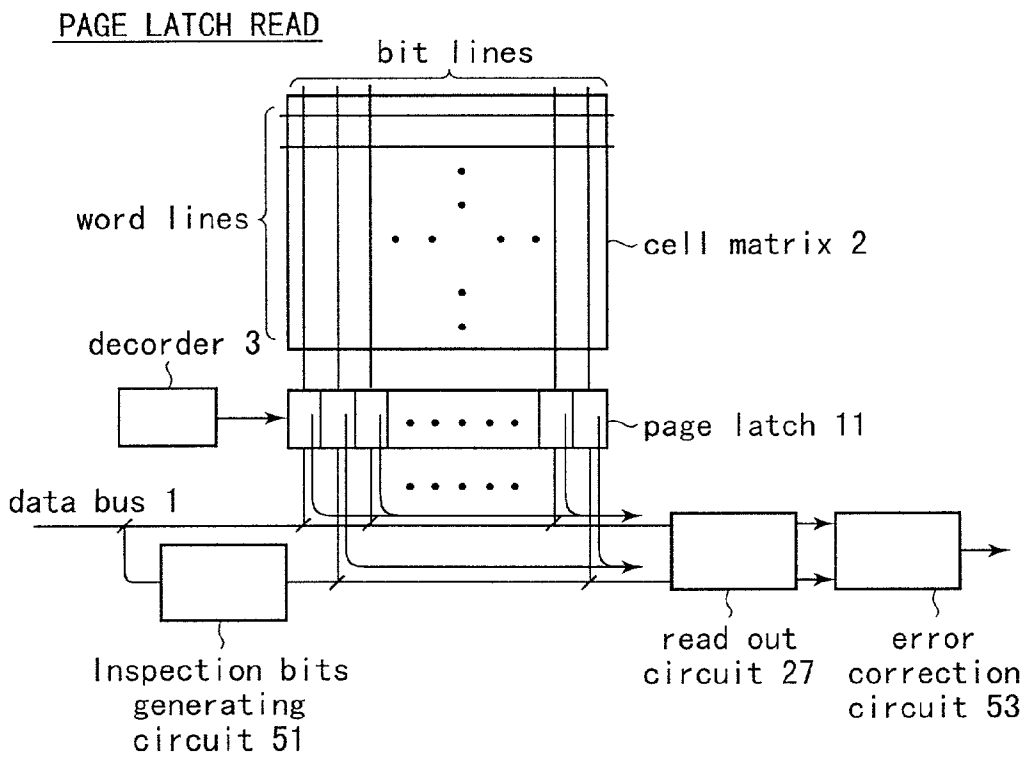 PAGE LATCH READ
bit lines
word lines
cell matrix 2
decorder 3
page latch 11
data bus 1
read out
circuit 27
error
correction
circuit 53
Inspection bits
generating
circuit 51